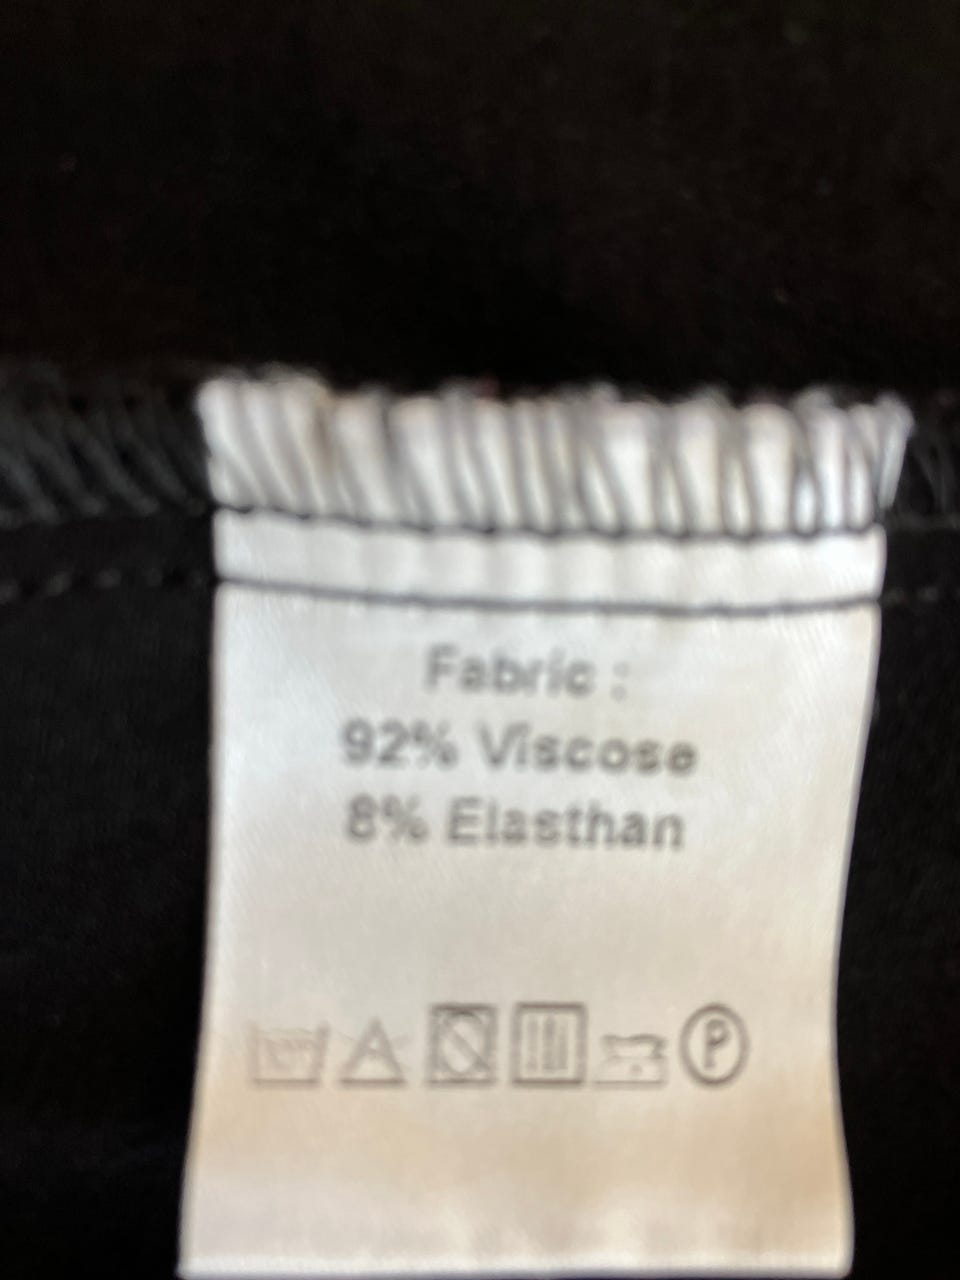 Fabric :
92% Viscose
8% Elasthan
P